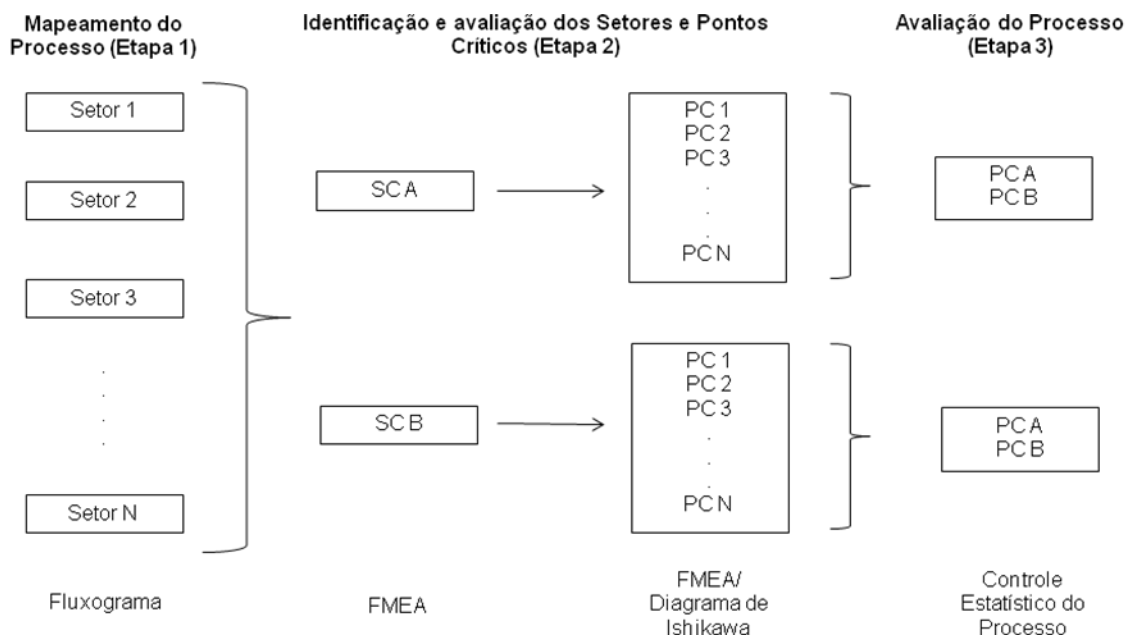 Mapeamento do
Processo (Etapa 1)
Identificação e avaliação dos Setores e Pontos
Críticos (Etapa 2)
Avaliação do Processo
(Etapa 3)
Setor 1
Setor 2
Setor 3
.
.
.
.
Setor N
SC A
SC B
PC 1
PC 2
PC 3
.
.
.
PC N
PC 1
PC 2
PC 3
.
.
.
PC N
PC A
PC B
PC A
PC B
Fluxograma
FMEA
FMEA/
Diagrama de
Ishikawa
Controle
Estatístico do
Processo